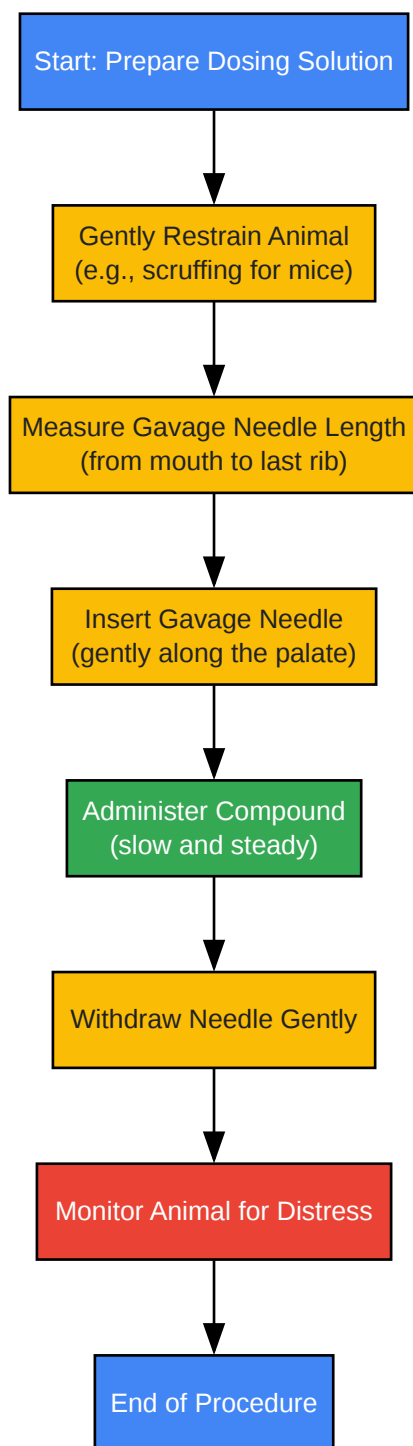 Start: Prepare Dosing Solution
Gently Restrain Animal
(e.g., scruffing for mice)
Measure Gavage Needle Length
(from mouth to last rib)
Insert Gavage Needle
(gently along the palate)
Administer Compound
(slow and steady)
Withdraw Needle Gently
Monitor Animal for Distress
End of Procedure